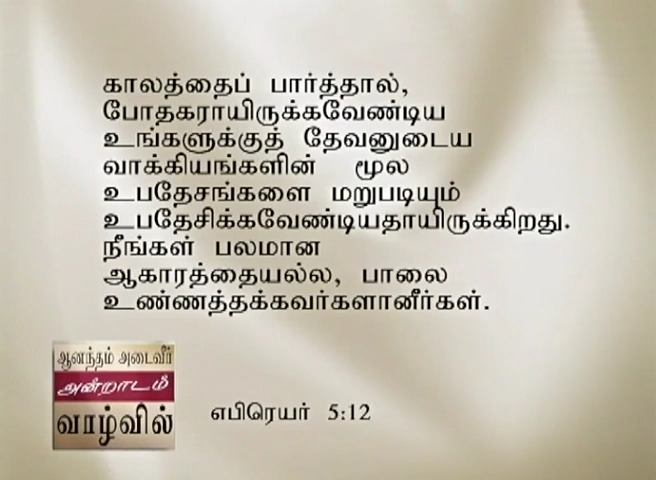 காலத்தைப் பார்த்தால்,
போதகராயிருக்கவேண்டிய
உங்களுக்குத் தேவனுடைய
வாக்கியங்களின் மூல
உபதேசங்களை மறுபடியும்
உபதேசிக்கவேண்டியதாயிருக்கிறது.
நீங்கள் பலமான
ஆகாரத்தையல்ல, பாலை
உண்ணத்தக்கவர்களானீர்கள்.
ஆனந்தம் அடைவீர்
அன்றாடம்
வாழ்வில்
எபிரெயர் 5:12